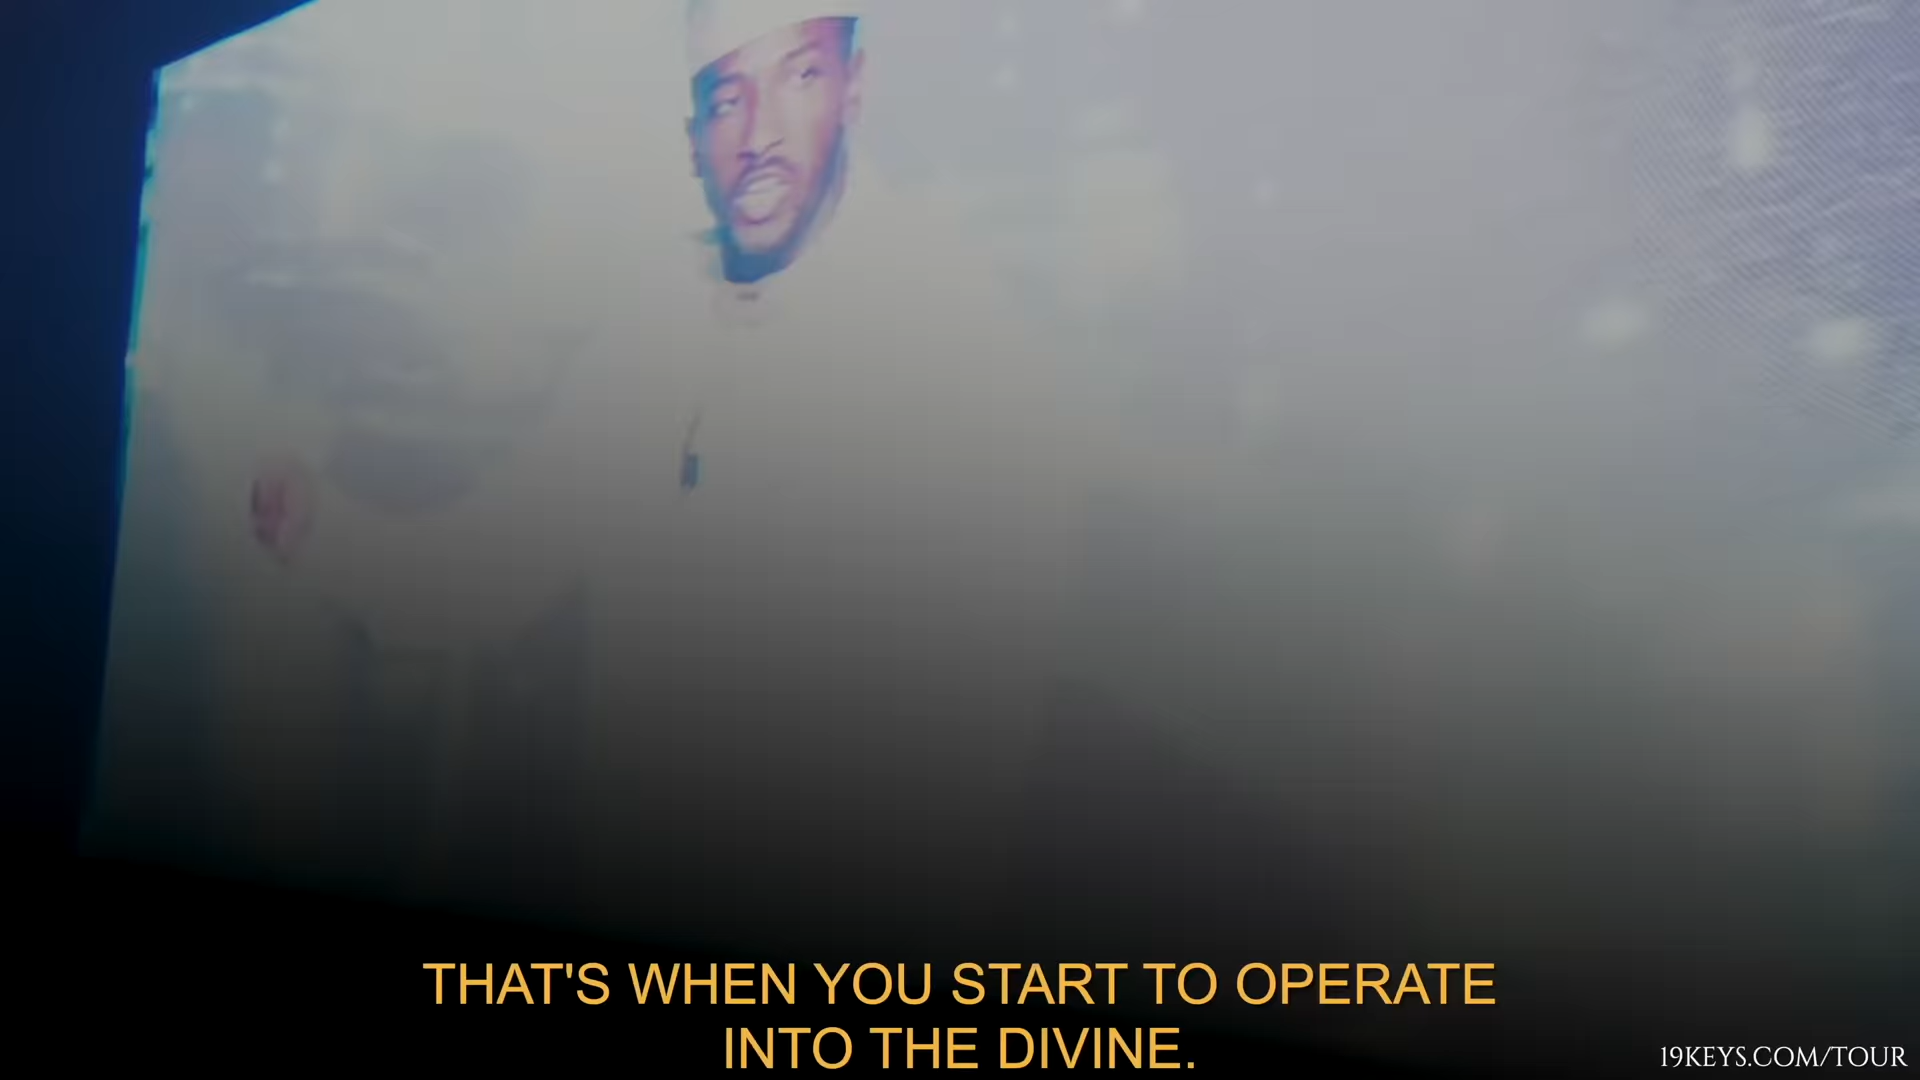 THAT'S WHEN YOU START TO OPERATE
INTO THE DIVINE.
19KEYS.COM/TOUR